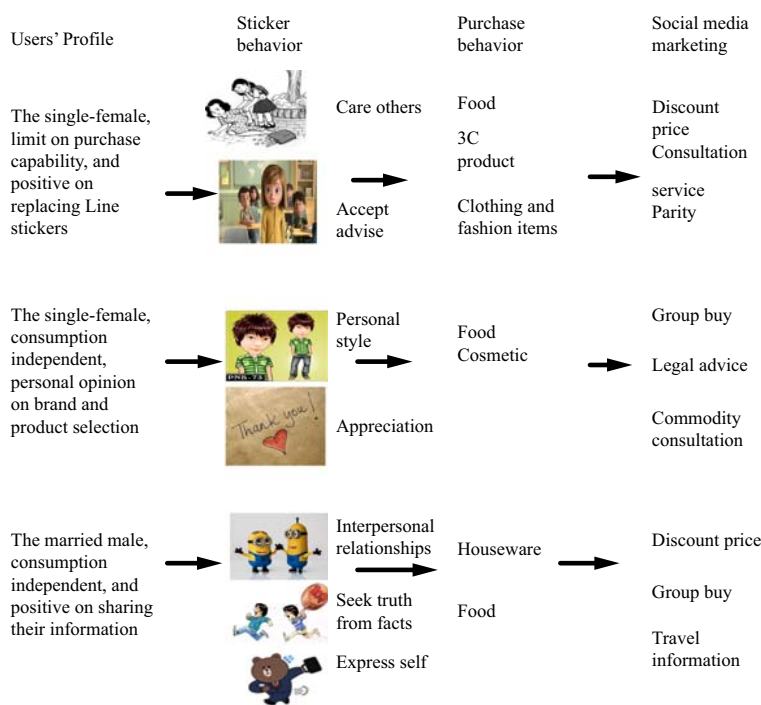 Users' Profile
Sticker
behavior
Purchase
behavior
Social media
marketing
The single-female,
limit on purchase
capability, and
positive on
replacing Line
stickers
Care others
Accept
advise
Food
3C
product
Clothing and
fashion items
Discount
price
Consultation
service
Parity
The single-female,
consumption
independent,
personal opinion
on brand and
product selection
PNB-73
Personal
style
Thank you!
Appreciation
Food
Cosmetic
Group buy
Legal advice
Commodity
consultation
The married male,
consumption
independent, and
positive on sharing
their information
Interpersonal
relationships
Seek truth
from facts
Express self
Houseware
Food
Discount price
Group buy
Travel
information